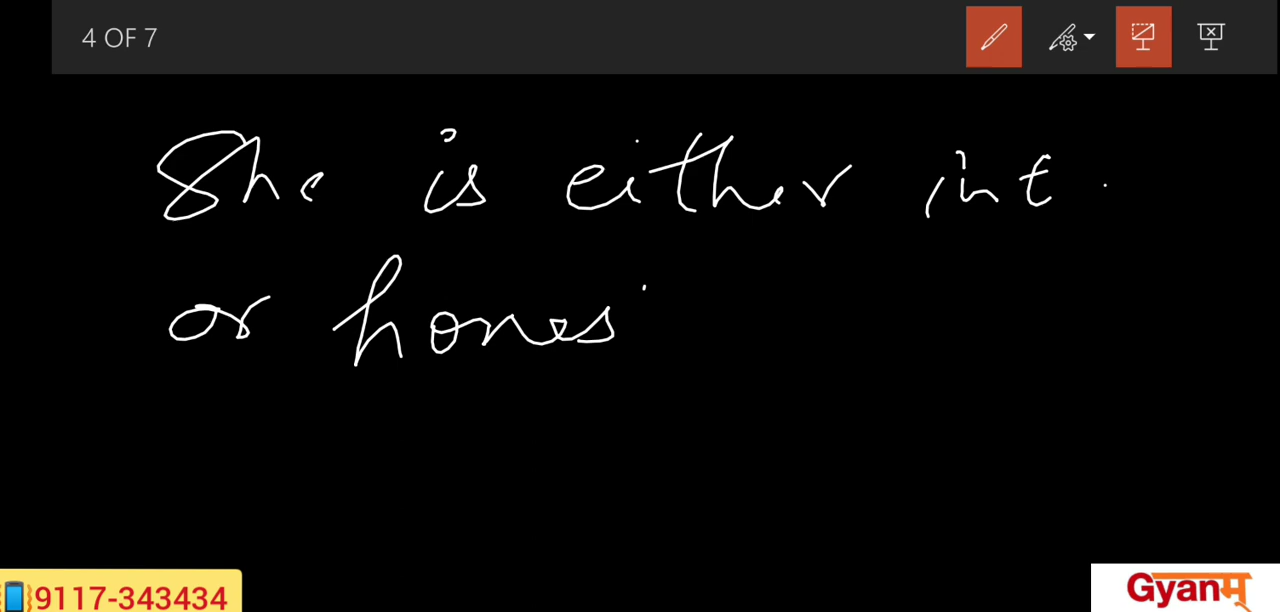 4 OF 7
She is either int.
or hones
9117-343434
Gyanम